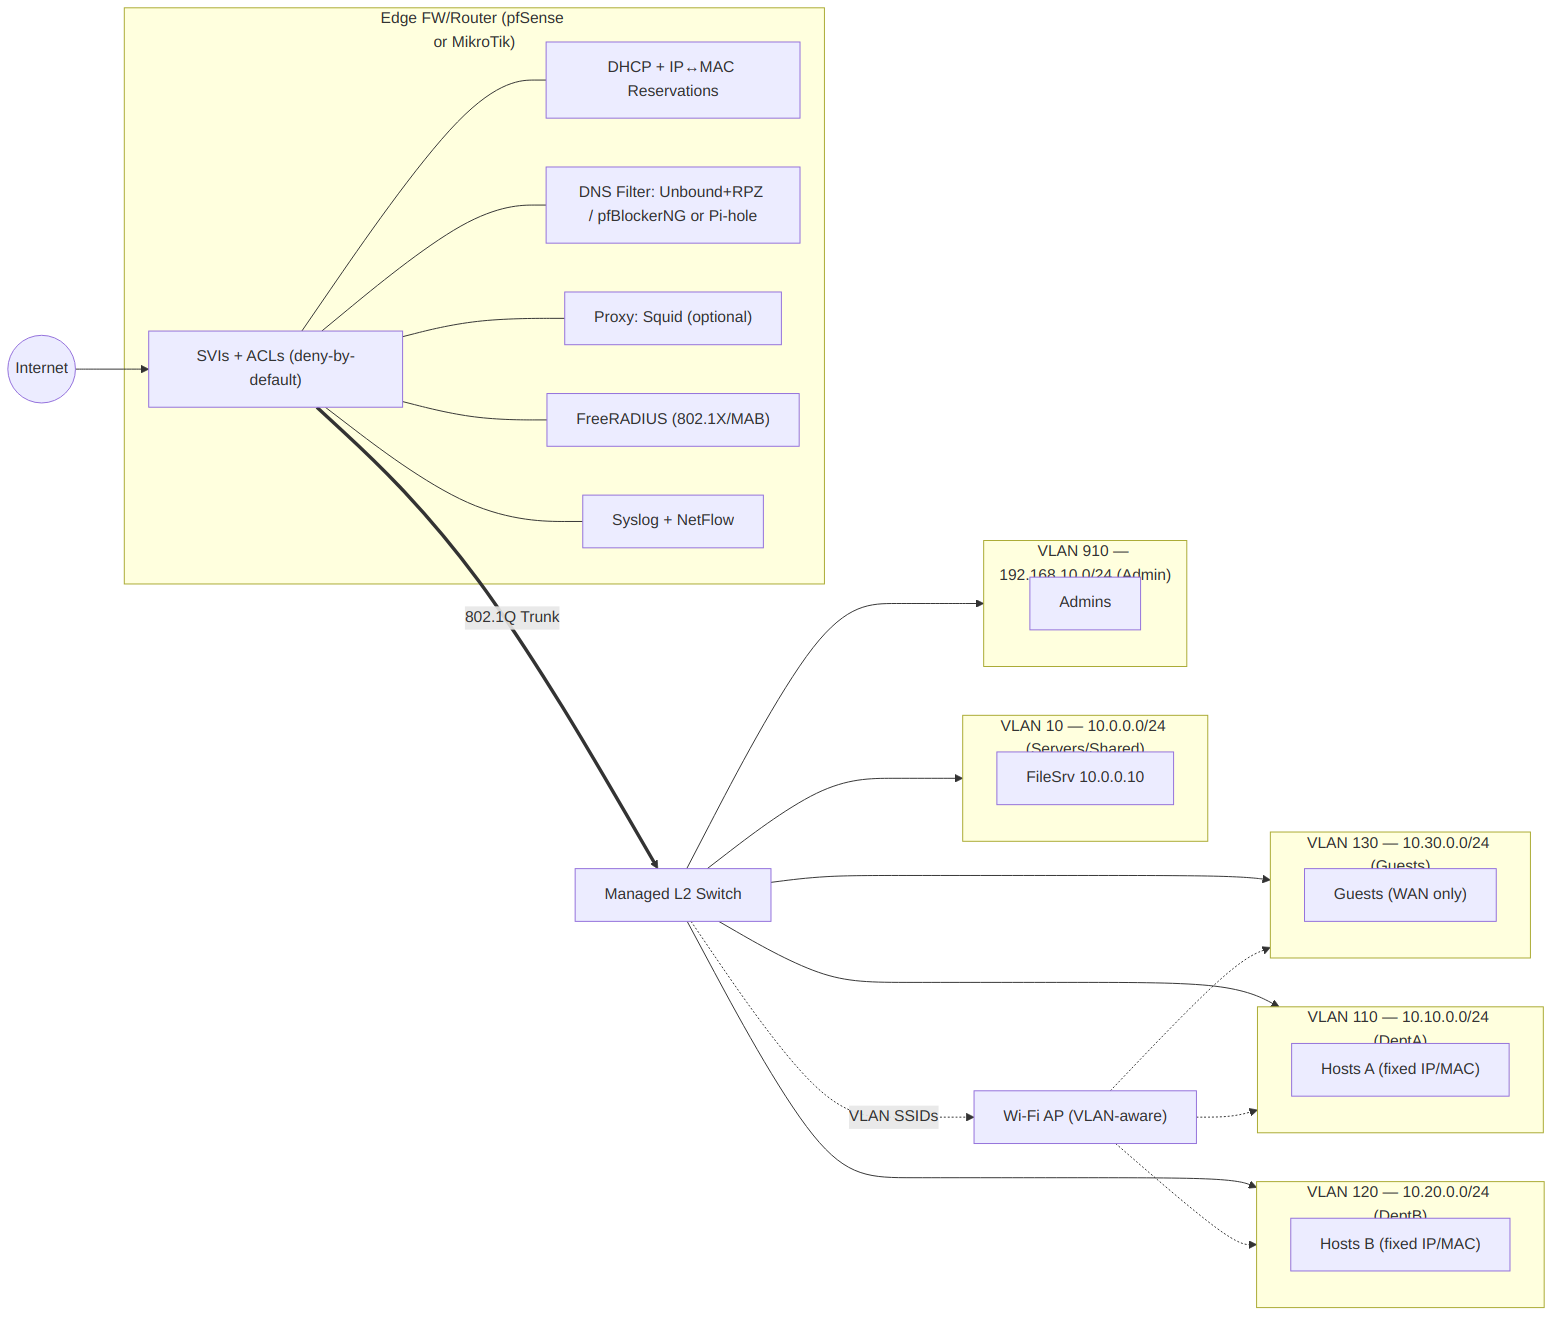 Edge FW/Router (pfSense
or MikroTik)
DHCP + IP↔MAC
Reservations
DNS Filter: Unbound+RPZ
/ pfBlockerNG or Pi-hole
Proxy: Squid (optional)
Internet
SVIs + ACLs (deny-by-
default)
FreeRADIUS (802.1X/MAB)
Syslog + NetFlow
802.1Q Trunk
VLAN 910 —
192.168.10.0/24 (Admin)
Admins
VLAN 10 — 10.0.0.0/24
(Servers/Shared)
FileSrv 10.0.0.10
Managed L2 Switch
VLAN 130 — 10.30.0.0/24
(Guests)
Guests (WAN only)
VLAN 110 — 10.10.0.0/24
(DeptA)
Hosts A (fixed IP/MAC)
VLAN SSIDs
Wi-Fi AP (VLAN-aware)
VLAN 120 — 10.20.0.0/24
(DeptB)
Hosts B (fixed IP/MAC)